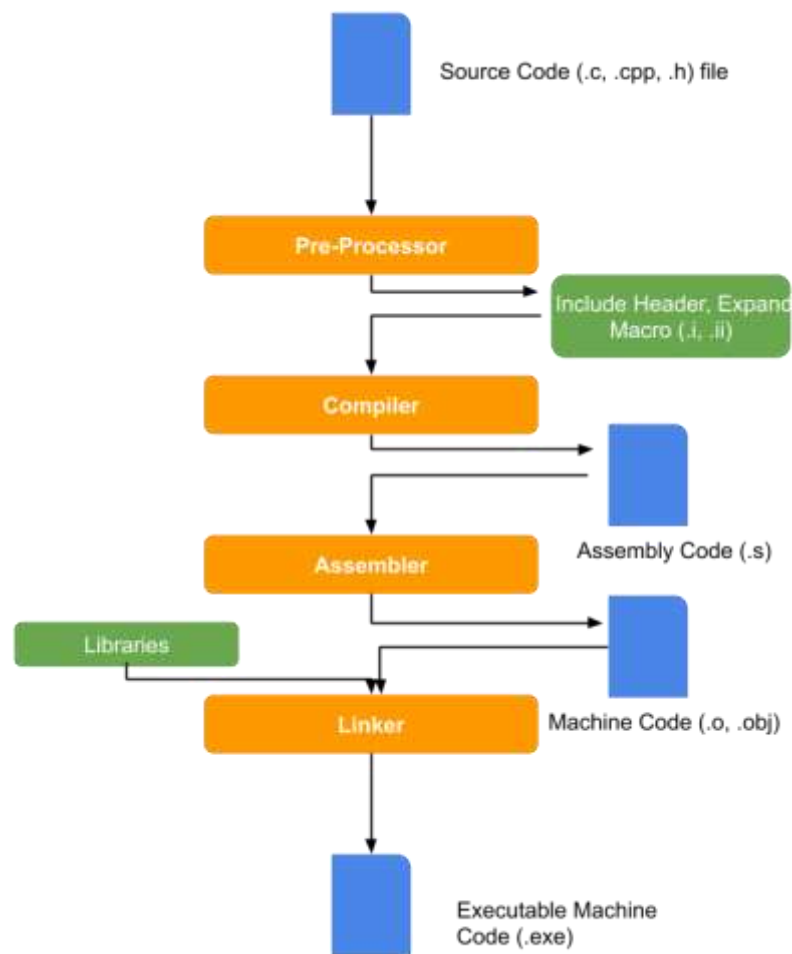 Source Code (.c, .cpp, .h) file
Pre-Processor
Include Header, Expand
Macro (.i, .ii)
Compiler
Assembly Code (.s)
Assembler
Libraries
Machine Code (.o, .obj)
Linker
Executable Machine
Code (.exe)